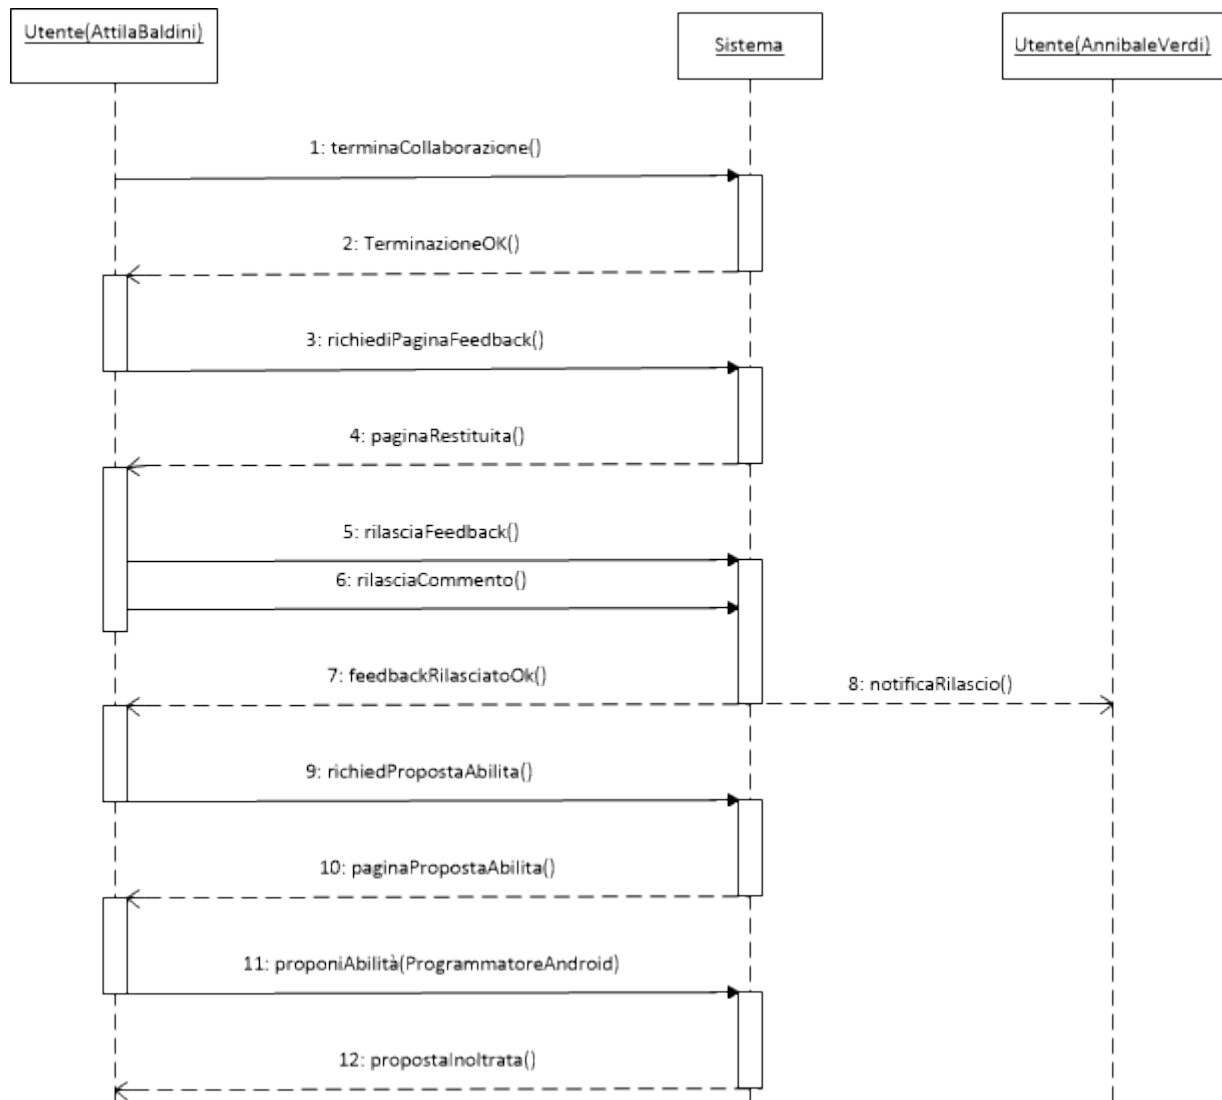 Utente(AttilaBaldini)
Sistema
Utente(AnnibaleVerdi)
1: terminaCollaborazione()
2: TerminazioneOK()
3: richiediPaginaFeedback()
4: paginaRestituita()
5: rilasciaFeedback()
6: rilasciaCommento()
7: feedbackRilasciatoOk()
8: notificaRilascio()
9: richiedPropostaAbilita()
10: paginaPropostaAbilita()
11: proponiAbilità(ProgrammatoreAndroid)
12: propostaInoltrata()